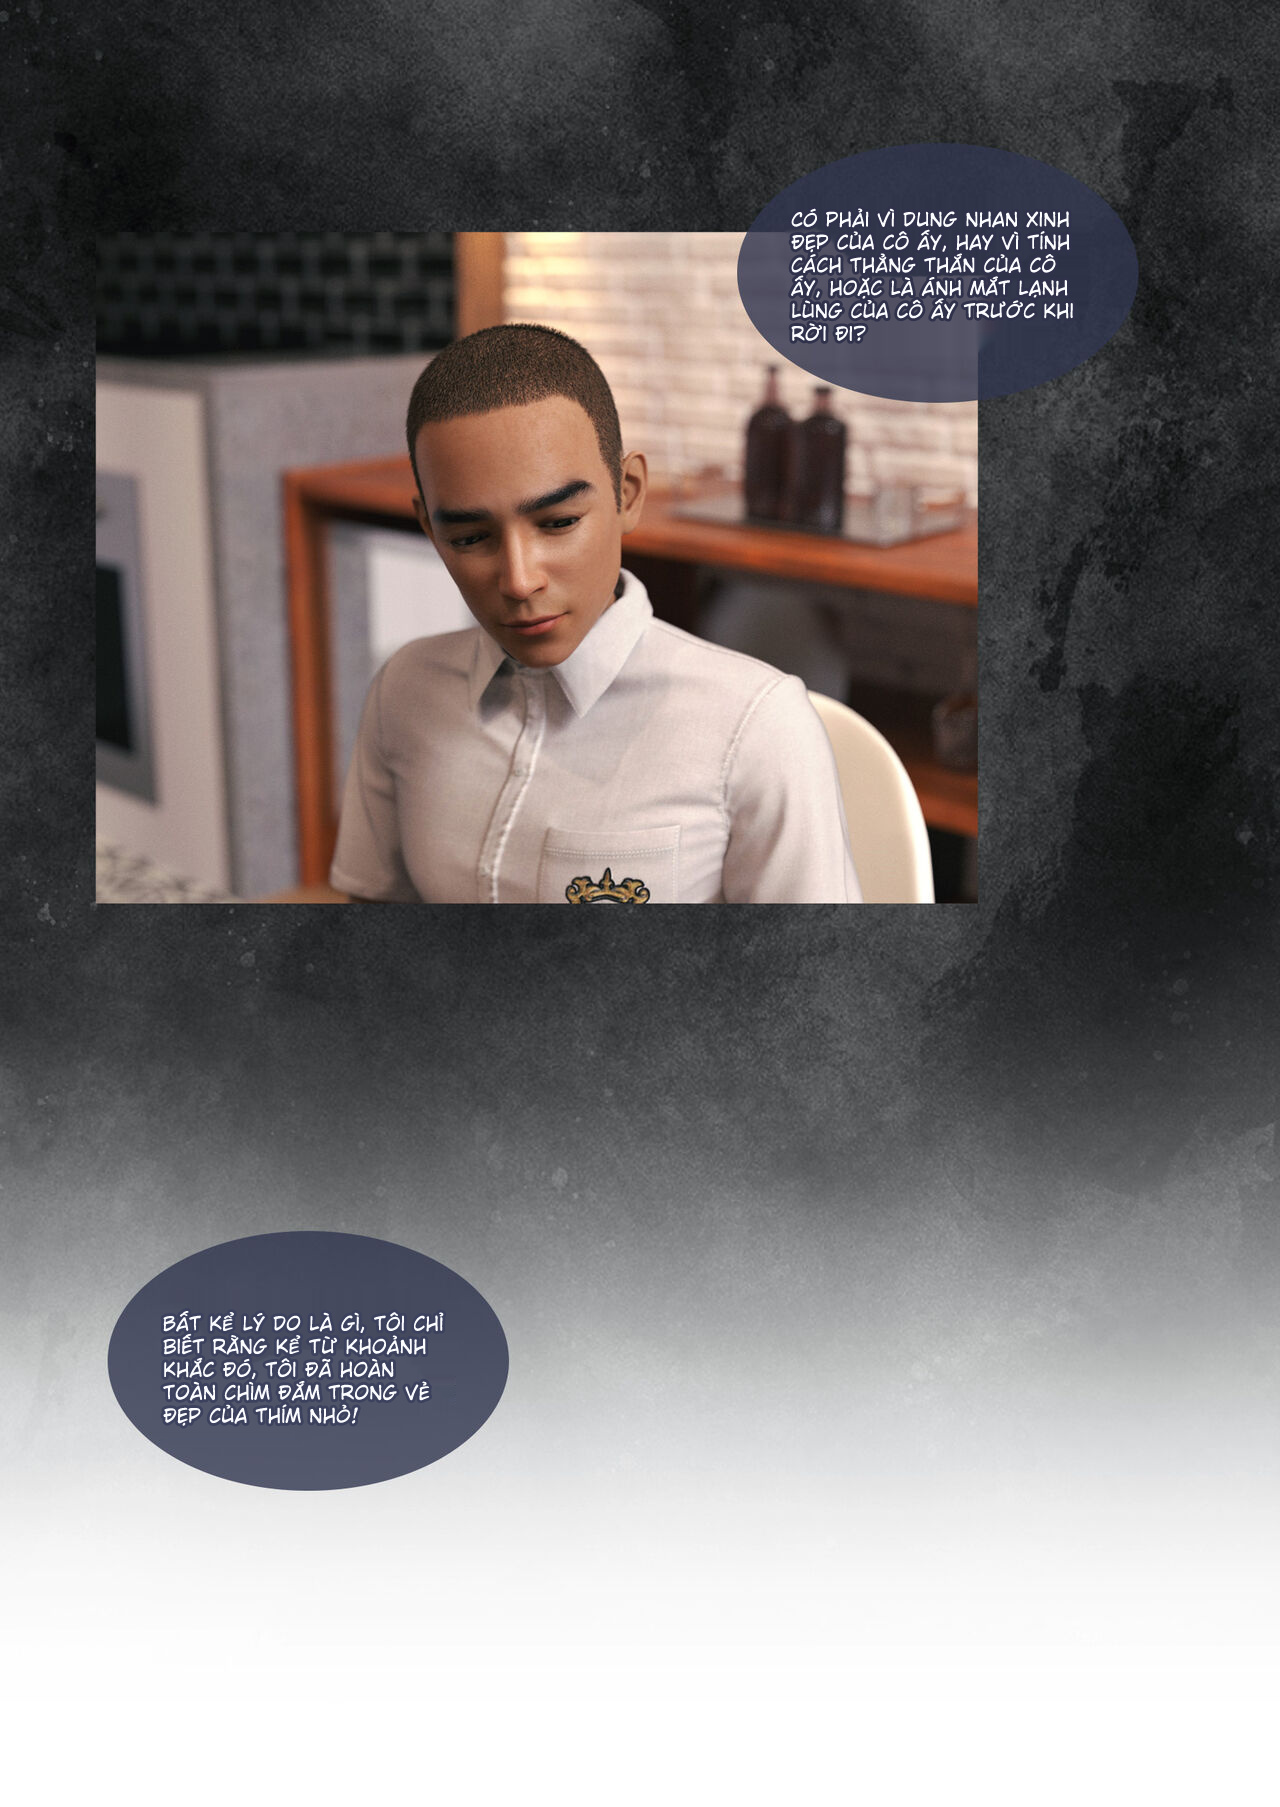 CÓ PHẢI VÌ DUNG NHAN XINH
ĐẸP CỦA CÔ ẤY, HAY VÌ TÍNH
CÁCH THẲNG THẮN CỦA CÔ
ẤY, HOẶC LÀ ÁNH MẮT LẠNH
LÙNG CỦA CÔ ẤY TRƯỚC KHI
RỜI ĐI?
BẤT KỂ LÝ DO LÀ GÌ, TÔI CHỈ
BIẾT RẰNG KỂ TỪ KHOẢNH
KHẮC ĐÓ, TÔI ĐÃ HOÀN
TOÀN CHÌM ĐẮM TRONG VẺ
ĐẸP CỦA THÍM NHỎ!